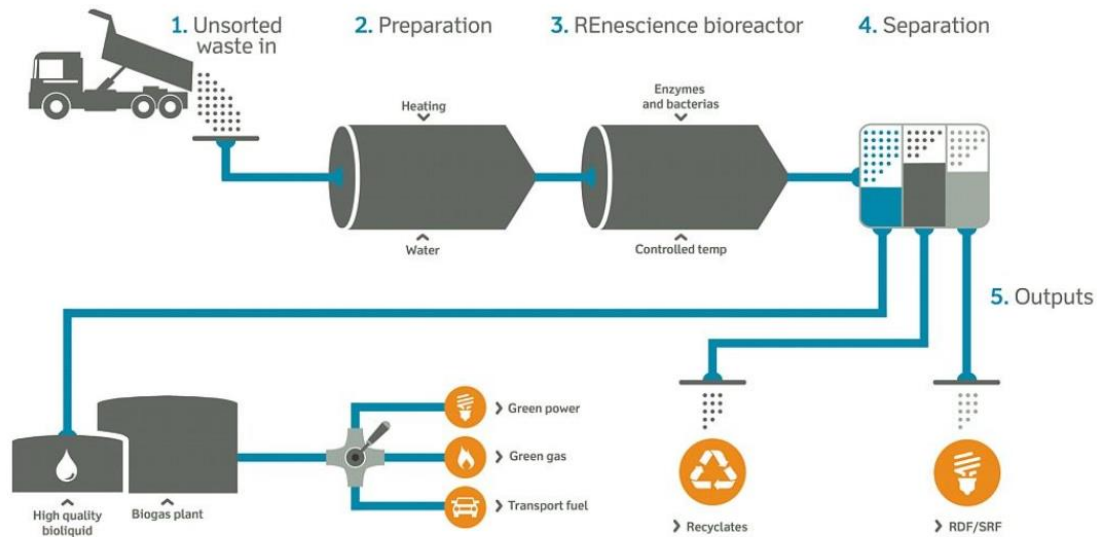 1. Unsorted
waste in
2. Preparation
3. REnescience bioreactor
4. Separation
Heating
Enzymes
and bacterias
Water
Controlled temp
5. Outputs
Green power
Green gas
Transport fuel
High quality
bioliquid
Biogas plant
Recyclates
RDF/SRF